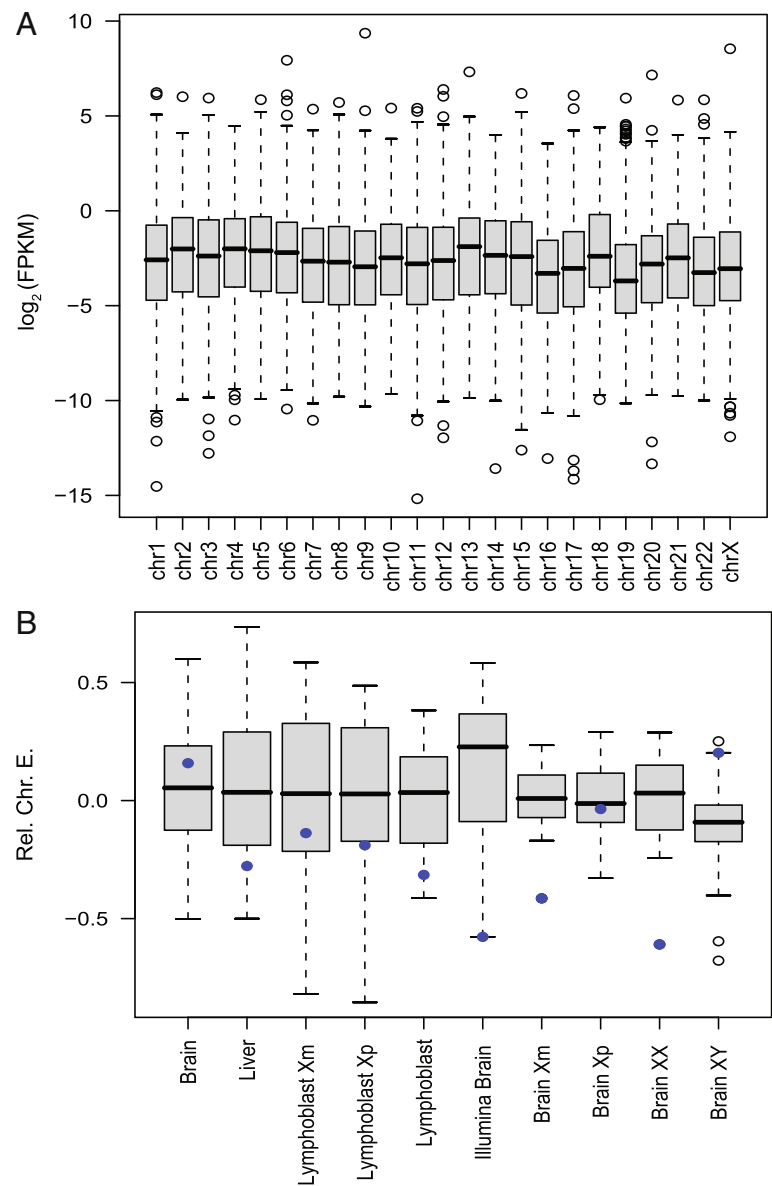 A
log2 (FPKM)
10
5
0
−5
−10
−15
chr1 chr2 chr3 chr4 chr5 chr6 chr7 chr8 chr9 chr10 chr11 chr12 chr13 chr14 chr15 chr16 chr17 chr18 chr19 chr20 chr21 chr22 chrX
B
Rel. Chr. E.
0.5
0.0
−0.5
Brain
Liver
Lymphoblast Xm
Lymphoblast Xp
Lymphoblast
Illumina Brain
Brain Xm
Brain Xp
Brain XX
Brain XY